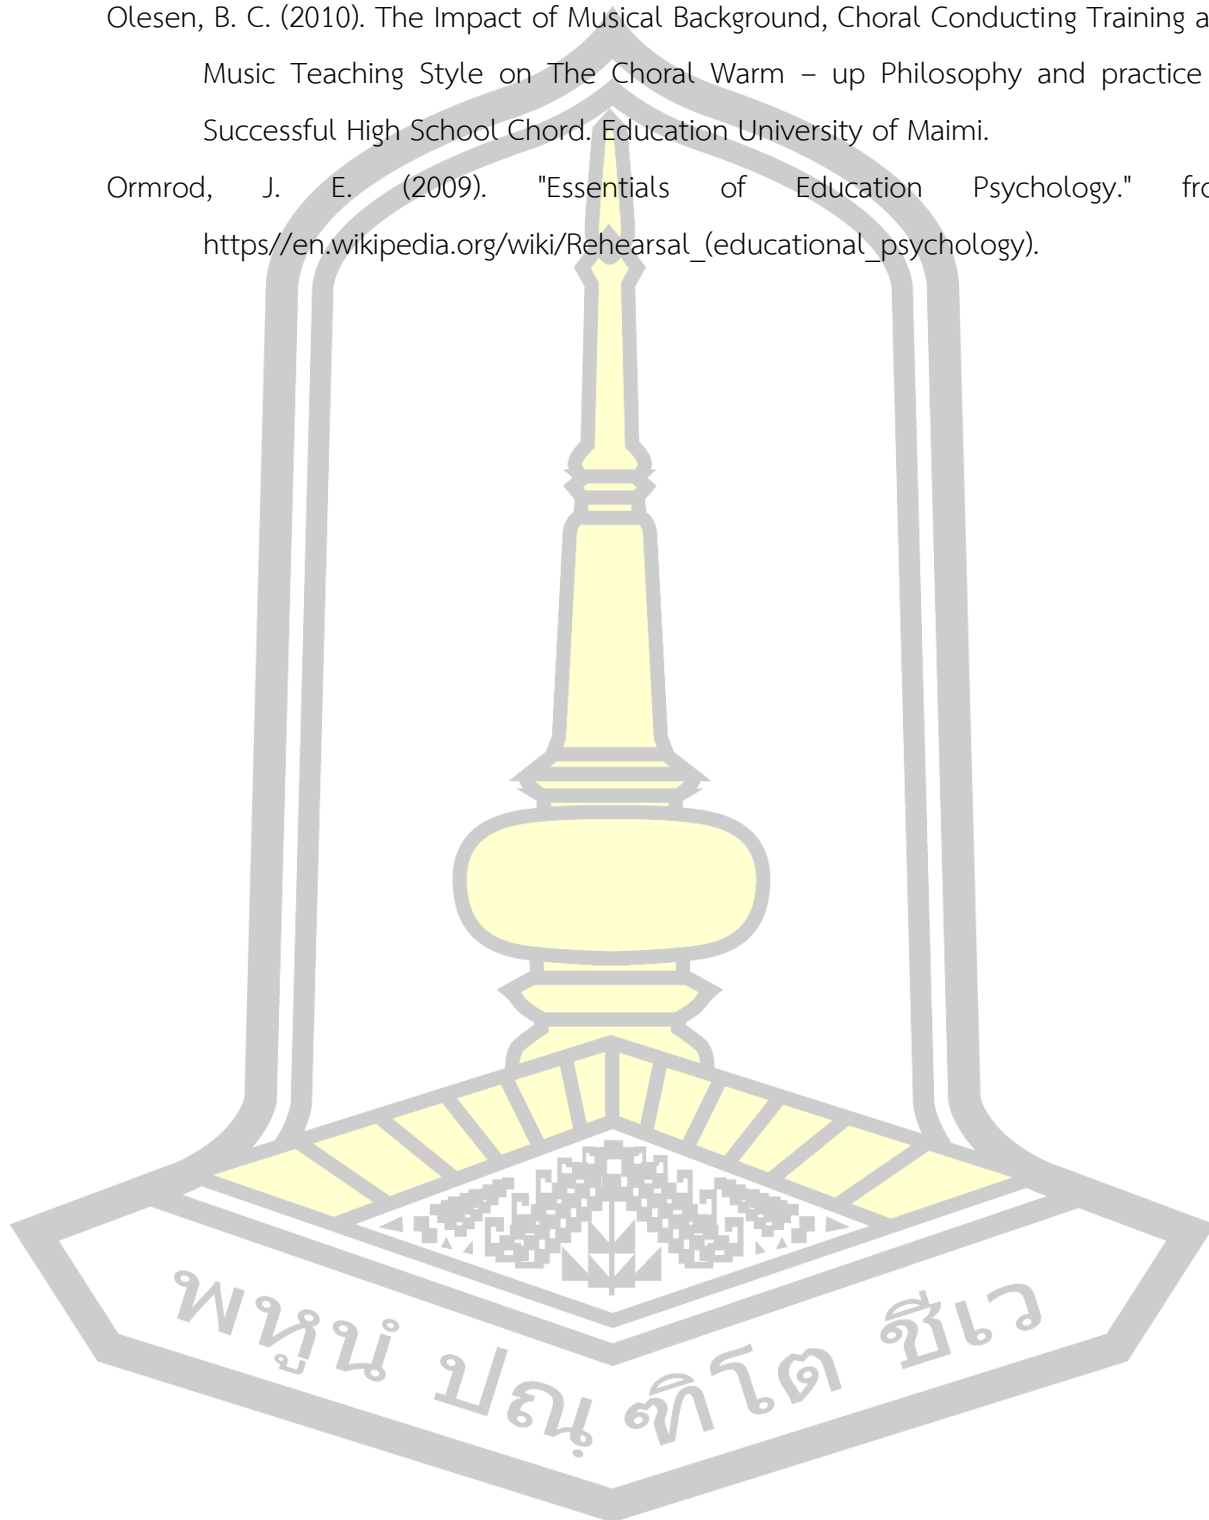 Olesen, B. C. (2010). The Impact of Musical Background, Choral Conducting Training a
Music Teaching Style on The Choral Warm – up Philosophy and practice
Successful High School Chord. Education University of Maimi.
Ormrod, J. E. (2009). "Essentials of Education Psychology." fro
https//en.wikipedia.org/wiki/Rehearsal_(educational_psychology).
พหูนํ ปณฺ ฑิโต ชีเว